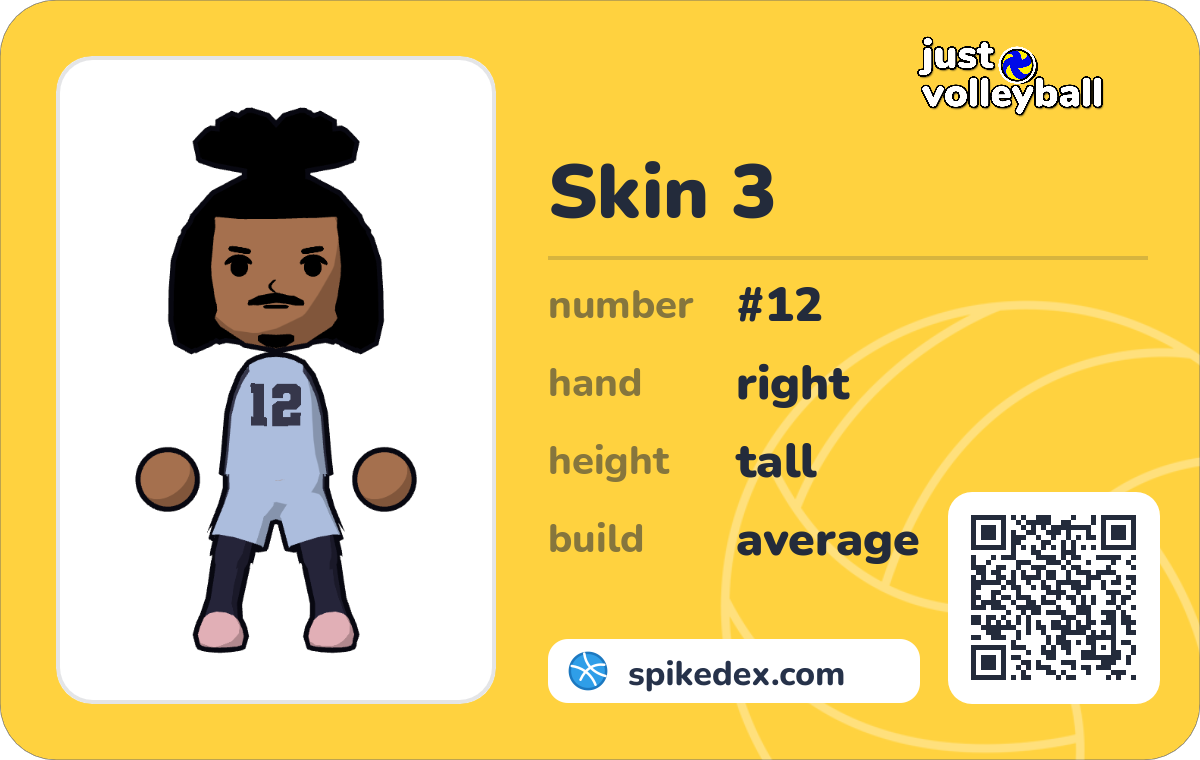 just
volleyball
Skin 3
number #12
hand right
height tall
build average
12
spikedex.com